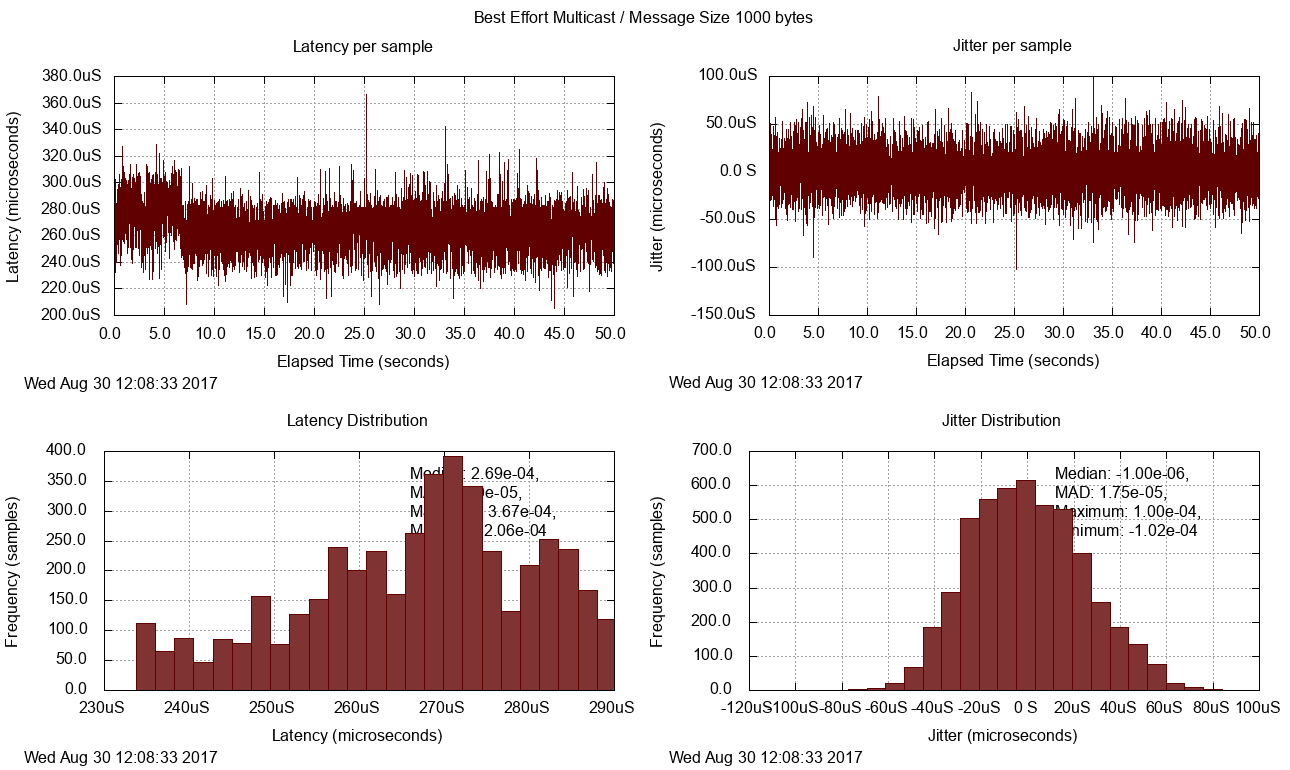 Best Effort Multicast / Message Size 1000 bytes
Latency per sample
380.0uS
360.0uS
340.0uS
320.0uS
300.0uS
280.0uS
260.0uS
240.0uS
220.0uS
200.0uS
Latency (microseconds)
0.0 5.0 10.0 15.0 20.0 25.0 30.0 35.0 40.0 45.0 50.0
Elapsed Time (seconds)
Wed Aug 30 12:08:33 2017
Jitter per sample
100.0uS
50.0uS
0.0 S
-50.0uS
-100.0uS
-150.0uS
Jitter (microseconds)
0.0 5.0 10.0 15.0 20.0 25.0 30.0 35.0 40.0 45.0 50.0
Elapsed Time (seconds)
Wed Aug 30 12:08:33 2017
Latency Distribution
400.0
350.0
300.0
250.0
200.0
150.0
100.0
50.0
0.0
Frequency (samples)
2.69e-04,
3.67e-04,
2.06e-04
230uS 240uS 250uS 260uS 270uS 280uS 290uS
Latency (microseconds)
Wed Aug 30 12:08:33 2017
Jitter Distribution
700.0
600.0
500.0
400.0
300.0
200.0
100.0
0.0
Frequency (samples)
Median: -1.00e-06,
MAD: 1.75e-05,
Maximum: 1.00e-04,
-1.02e-04
-120uS -100uS -80uS -60uS -40uS -20uS 0 S 20uS 40uS 60uS 80uS 100uS
Jitter (microseconds)
Wed Aug 30 12:08:33 2017